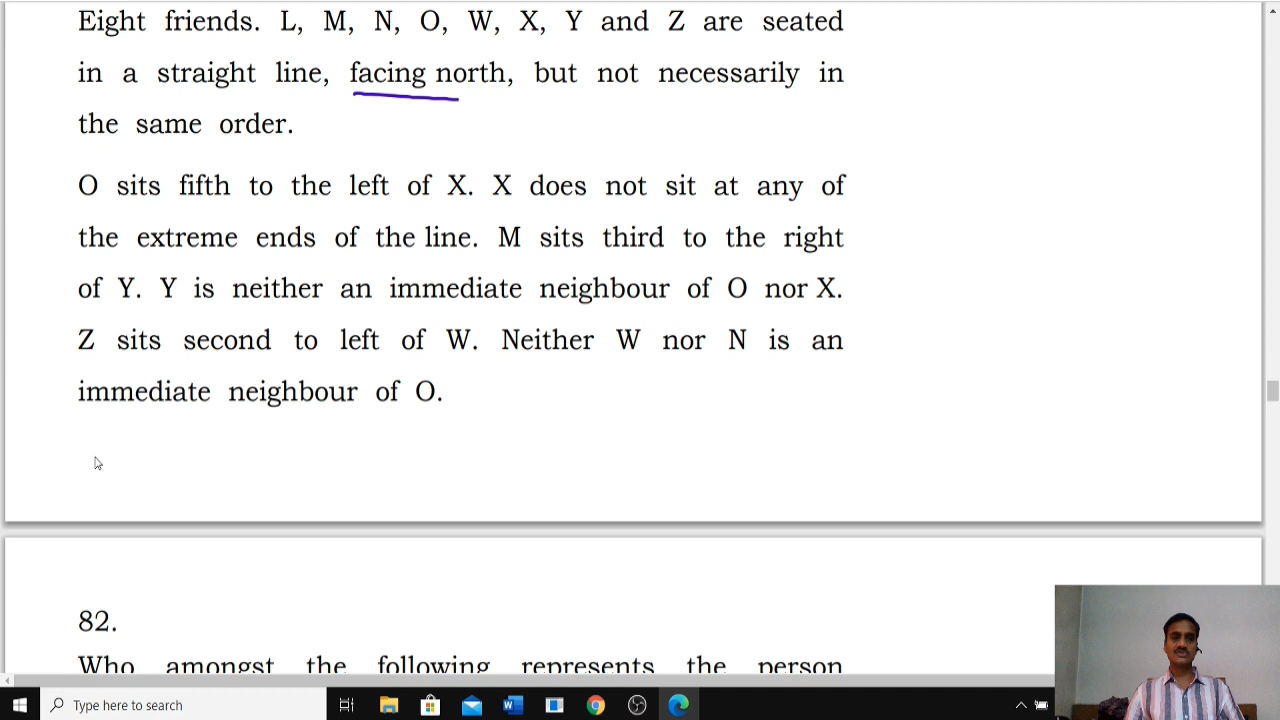 Eight friends. L, M, N, O, W, X, Y and Z are seated
in a straight line, facing north, but not necessarily in
the same order.
O sits fifth to the left of X. X does not sit at any of
the extreme ends of the line. M sits third to the right
of Y. Y is neither an immediate neighbour of O nor X.
Z sits second to left of W. Neither W nor N is an
immediate neighbour of O.
82.
Who amongst the following represents the person
Type here to search